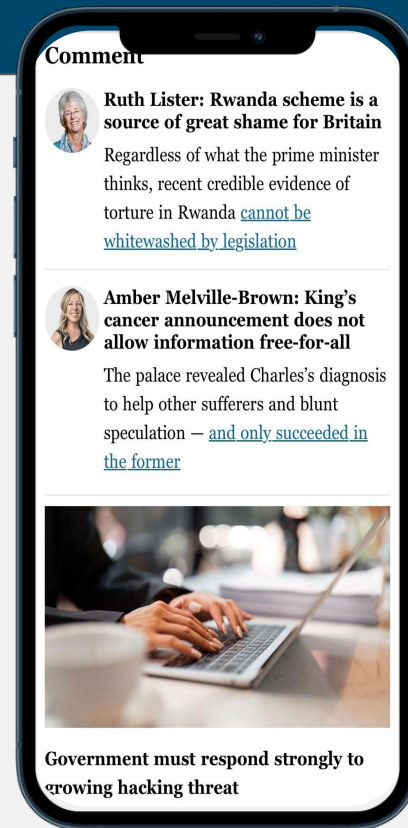 Comment
Ruth Lister: Rwanda scheme is a
source of great shame for Britain
Regardless of what the prime minister
thinks, recent credible evidence of
torture in Rwanda cannot be
whitewashed by legislation
Amber Melville-Brown: King’s
cancer announcement does not
allow information free-for-all
The palace revealed Charles’s diagnosis
to help other sufferers and blunt
speculation — and only succeeded in
the former
Government must respond strongly to
growing hacking threat